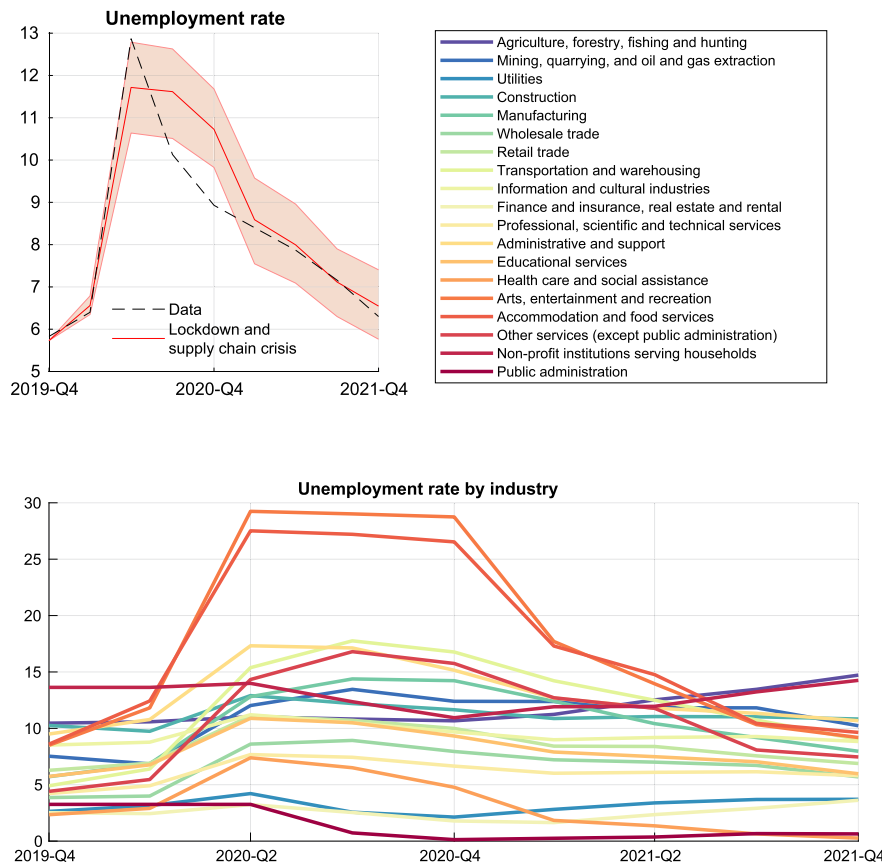 Unemployment rate
13
12
11
10
9
8
7
6
5
Data
Lockdown and
supply chain crisis
2019-Q4
2020-Q4
2021-Q4
Agriculture, forestry, fishing and hunting
Mining, quarrying, and oil and gas extraction
Utilities
Construction
Manufacturing
Wholesale trade
Retail trade
Transportation and warehousing
Information and cultural industries
Finance and insurance, real estate and rental
Professional, scientific and technical services
Administrative and support
Educational services
Health care and social assistance
Arts, entertainment and recreation
Accommodation and food services
Other services (except public administration)
Non-profit institutions serving households
Public administration
Unemployment rate by industry
30
25
20
15
10
5
0
2019-Q4
2020-Q2
2020-Q4
2021-Q2
2021-Q4